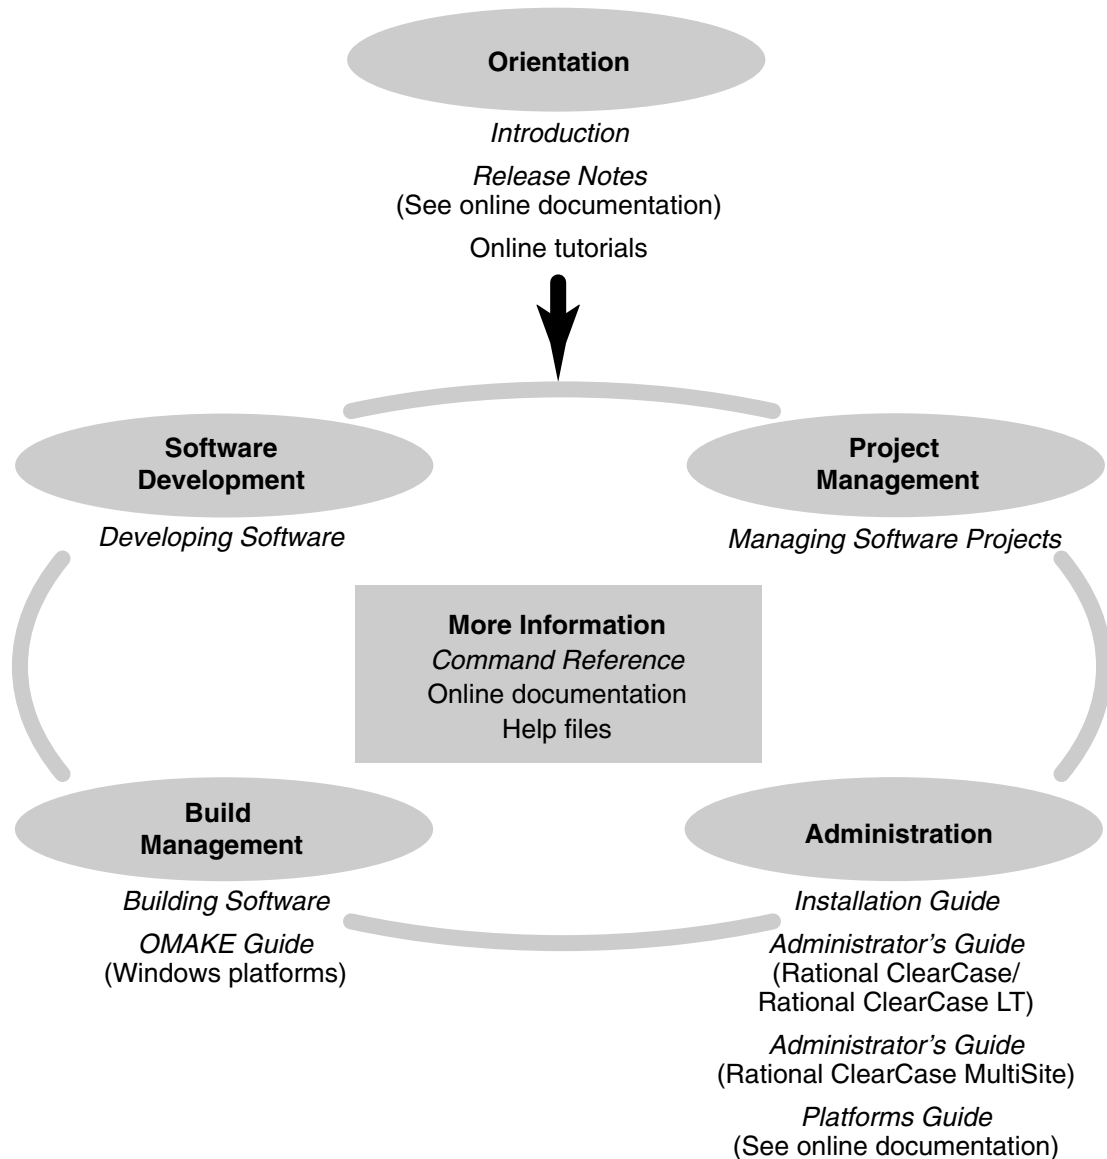 Orientation
Introduction
Release Notes
(See online documentation)
Online tutorials
Software
Development
Developing Software
Project
Management
Managing Software Projects
More Information
Command Reference
Online documentation
Help files
Build
Management
Building Software
OMAKE Guide
(Windows platforms)
Administration
Installation Guide
Administrator's Guide
(Rational ClearCase/
Rational ClearCase LT)
Administrator's Guide
(Rational ClearCase MultiSite)
Platforms Guide
(See online documentation)